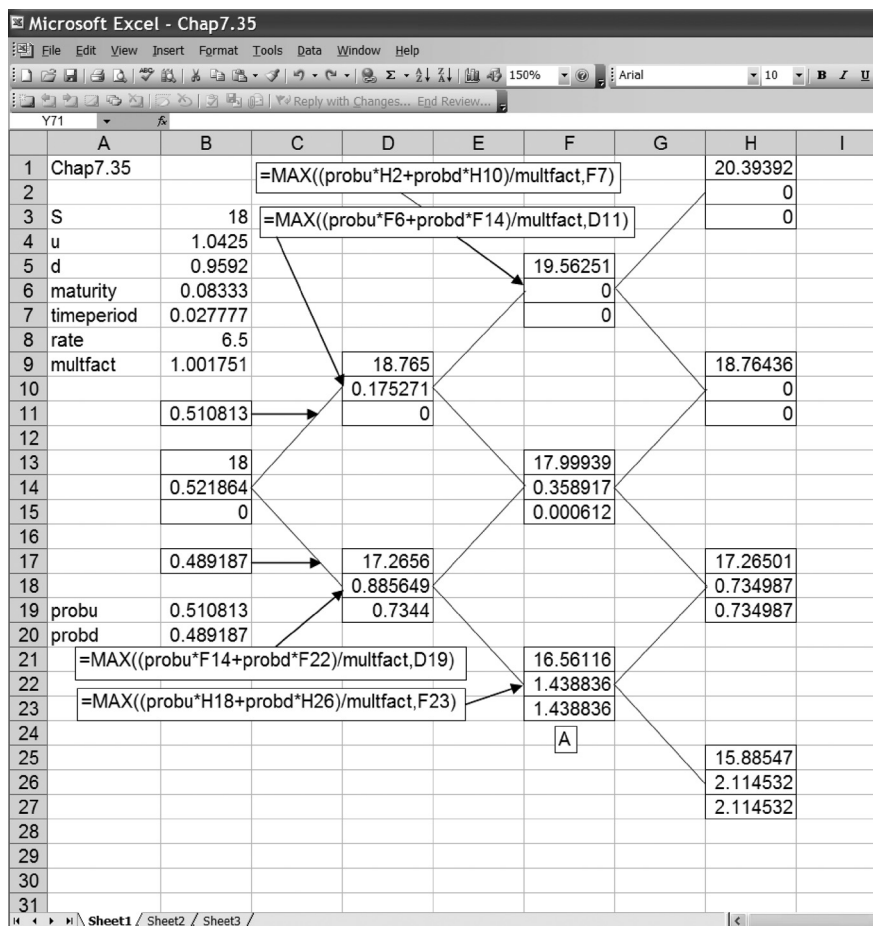 Microsoft Excel - Chap7.35
File Edit View Insert Format Tools Data Window Help
150% Arial 10 B I U
Reply with Changes... End Review...
Y71 fx
A B C D E F G H I
1 Chap7.35 20.39392
=MAX((probu*H2+probd*H10)/multfact,F7)
2 0
3 S 18 0
=MAX((probu*F6+probd*F14)/multfact,D11)
4 u 1.0425
5 d 0.9592 19.56251
6 maturity 0.08333 0
7 timeperiod 0.027777 0
8 rate 6.5
9 multfact 1.001751 18.765 18.76436
10 0.175271 0
11 0.510813 0 0
12
13 18 17.99939
14 0.521864 0.358917
15 0 0.000612
16
17 0.489187 17.2656 17.26501
18 0.885649 0.734987
19 probu 0.510813 0.7344 0.734987
20 probd 0.489187
21 =MAX((probu*F14+probd*F22)/multfact,D19) 16.56116
22 1.438836
=MAX((probu*H18+probd*H26)/multfact,F23)
23 1.438836
24 A
25 15.88547
26 2.114532
27 2.114532
28
29
30
31
Sheet1 / Sheet2 / Sheet3 /